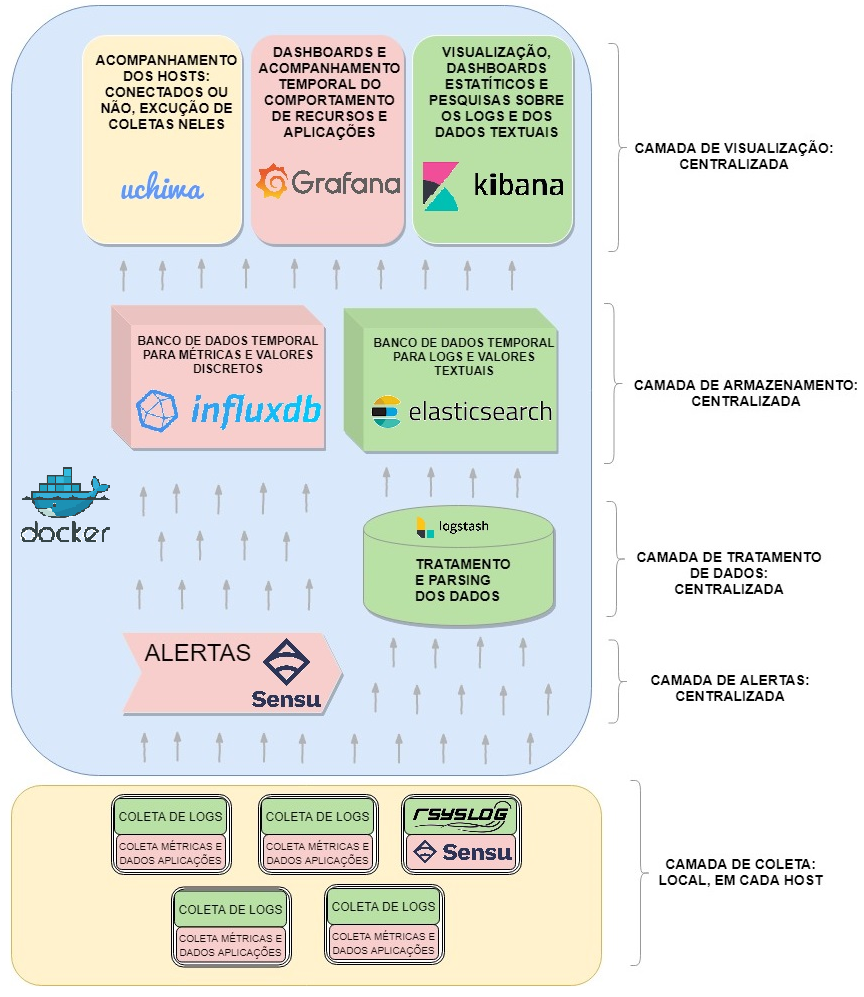 ACOMPANHAMENTO
DOS HOSTS:
CONECTADOS OU
NÃO, EXCUÇÃO DE
COLETAS NELES
uchiwa
DASHBOARDS E
ACOMPANHAMENTO
TEMPORAL DO
COMPORTAMENTO
DE RECURSOS E
APLICAÇÕES
Grafana
VISUALIZAÇÃO,
DASHBOARDS
ESTATÍTICOS E
PESQUISAS SOBRE
OS LOGS E DOS
DADOS TEXTUAIS
kibana
CAMADA DE VISUALIZAÇÃO:
CENTRALIZADA
BANCO DE DADOS TEMPORAL
PARA MÉTRICAS E VALORES
DISCRETOS
influxdb
BANCO DE DADOS TEMPORAL
PARA LOGS E VALORES
TEXTUAIS
elasticsearch
CAMADA DE ARMAZENAMENTO:
CENTRALIZADA
docker
logstash
TRATAMENTO
E PARSING
DOS DADOS
CAMADA DE TRATAMENTO
DE DADOS:
CENTRALIZADA
ALERTAS
Sensu
CAMADA DE ALERTAS:
CENTRALIZADA
COLETA DE LOGS
COLETA MÉTRICAS E
DADOS APLICAÇÕES
COLETA DE LOGS
COLETA MÉTRICAS E
DADOS APLICAÇÕES
RSYSLOG
Sensu
COLETA DE LOGS
COLETA MÉTRICAS E
DADOS APLICAÇÕES
COLETA DE LOGS
COLETA MÉTRICAS E
DADOS APLICAÇÕES
CAMADA DE COLETA:
LOCAL, EM CADA HOST